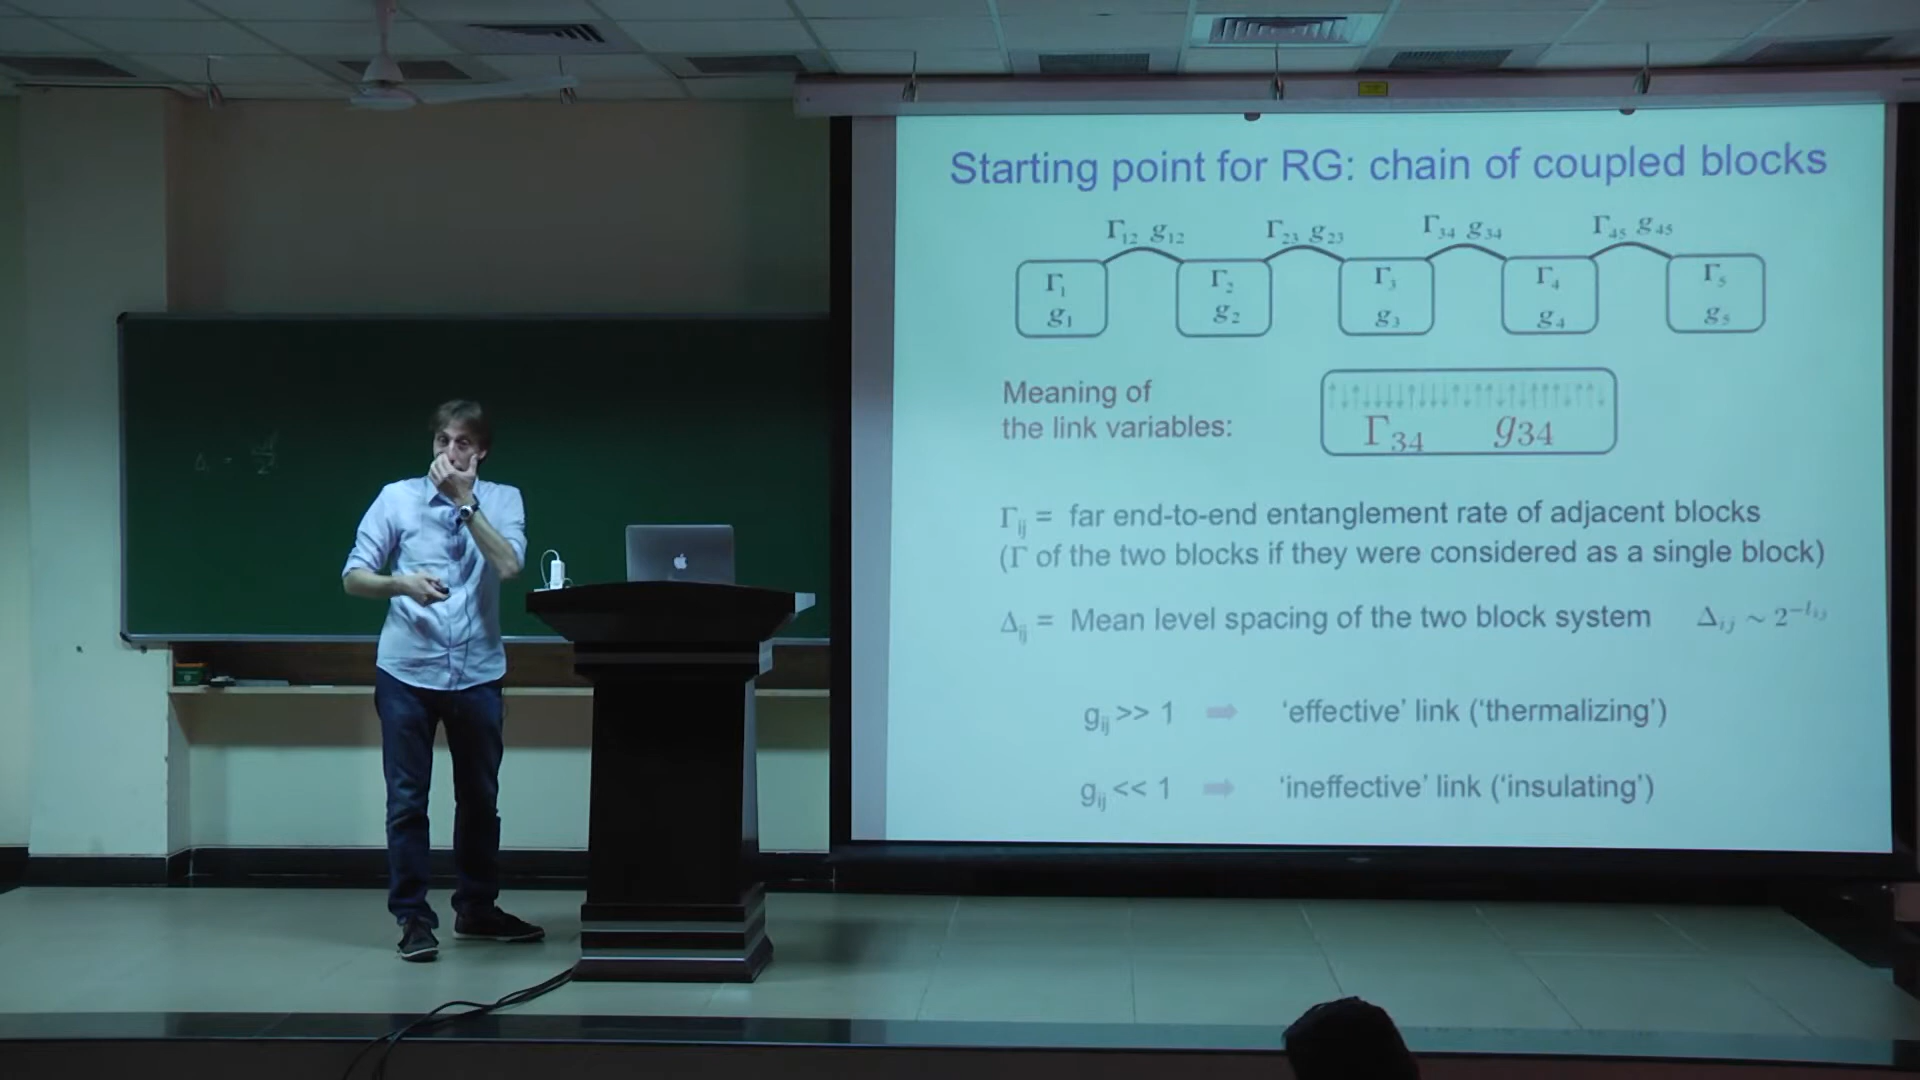 Starting point for RG: chain of coupled blocks
Γ₁₂ g₁₂ Γ₂₃ g₂₃ Γ₃₄ g₃₄ Γ₄₅ g₄₅
Γ₁ Γ₂ Γ₃ Γ₄ Γ₅
g₁ g₂ g₃ g₄ g₅
Meaning of
the link variables:
Γ₃₄ g₃₄
Γij = far end-to-end entanglement rate of adjacent blocks
(Γ of the two blocks if they were considered as a single block)
Δij = Mean level spacing of the two block system Δij ~ 2^{-lij}
gij >> 1 ➡ ‘effective’ link (‘thermalizing’)
gij << 1 ➡ ‘ineffective’ link (‘insulating’)